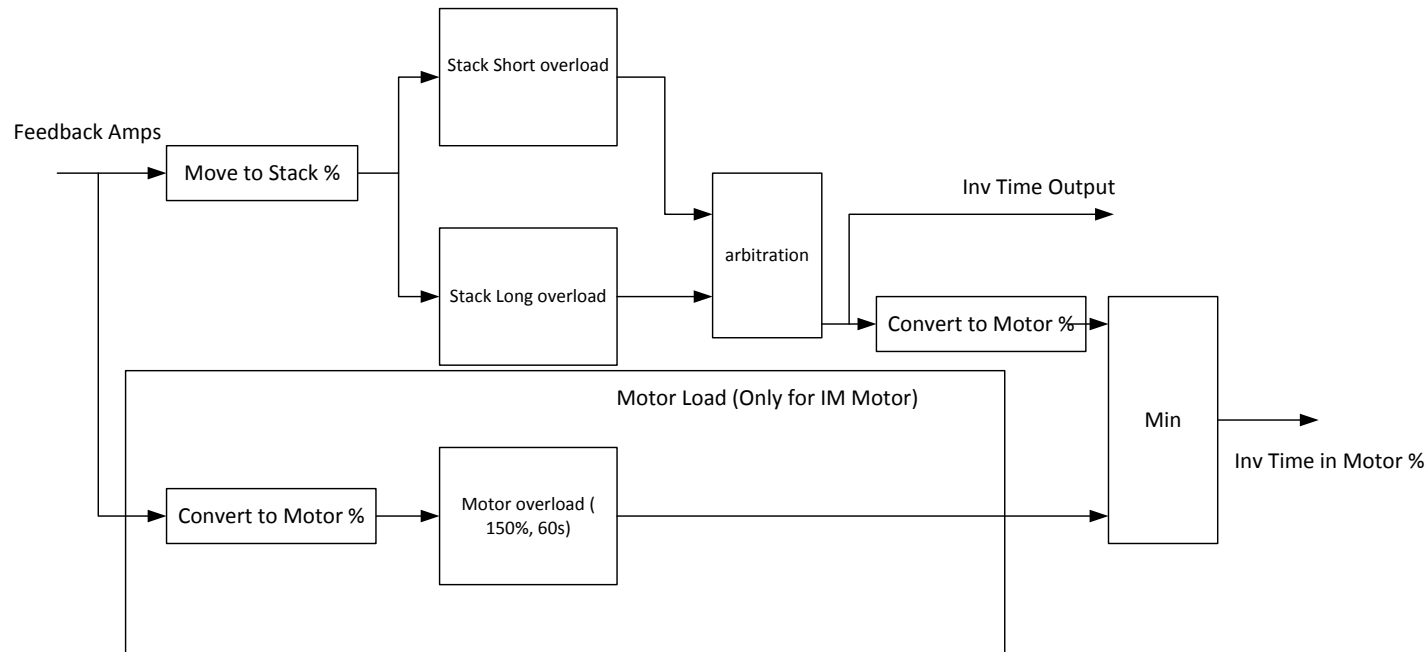 Stack Short overload
Feedback Amps
Move to Stack %
Inv Time Output
arbitration
Stack Long overload
Convert to Motor %
Motor Load (Only for IM Motor)
Min
Inv Time in Motor %
Convert to Motor %
Motor overload (
150%, 60s)